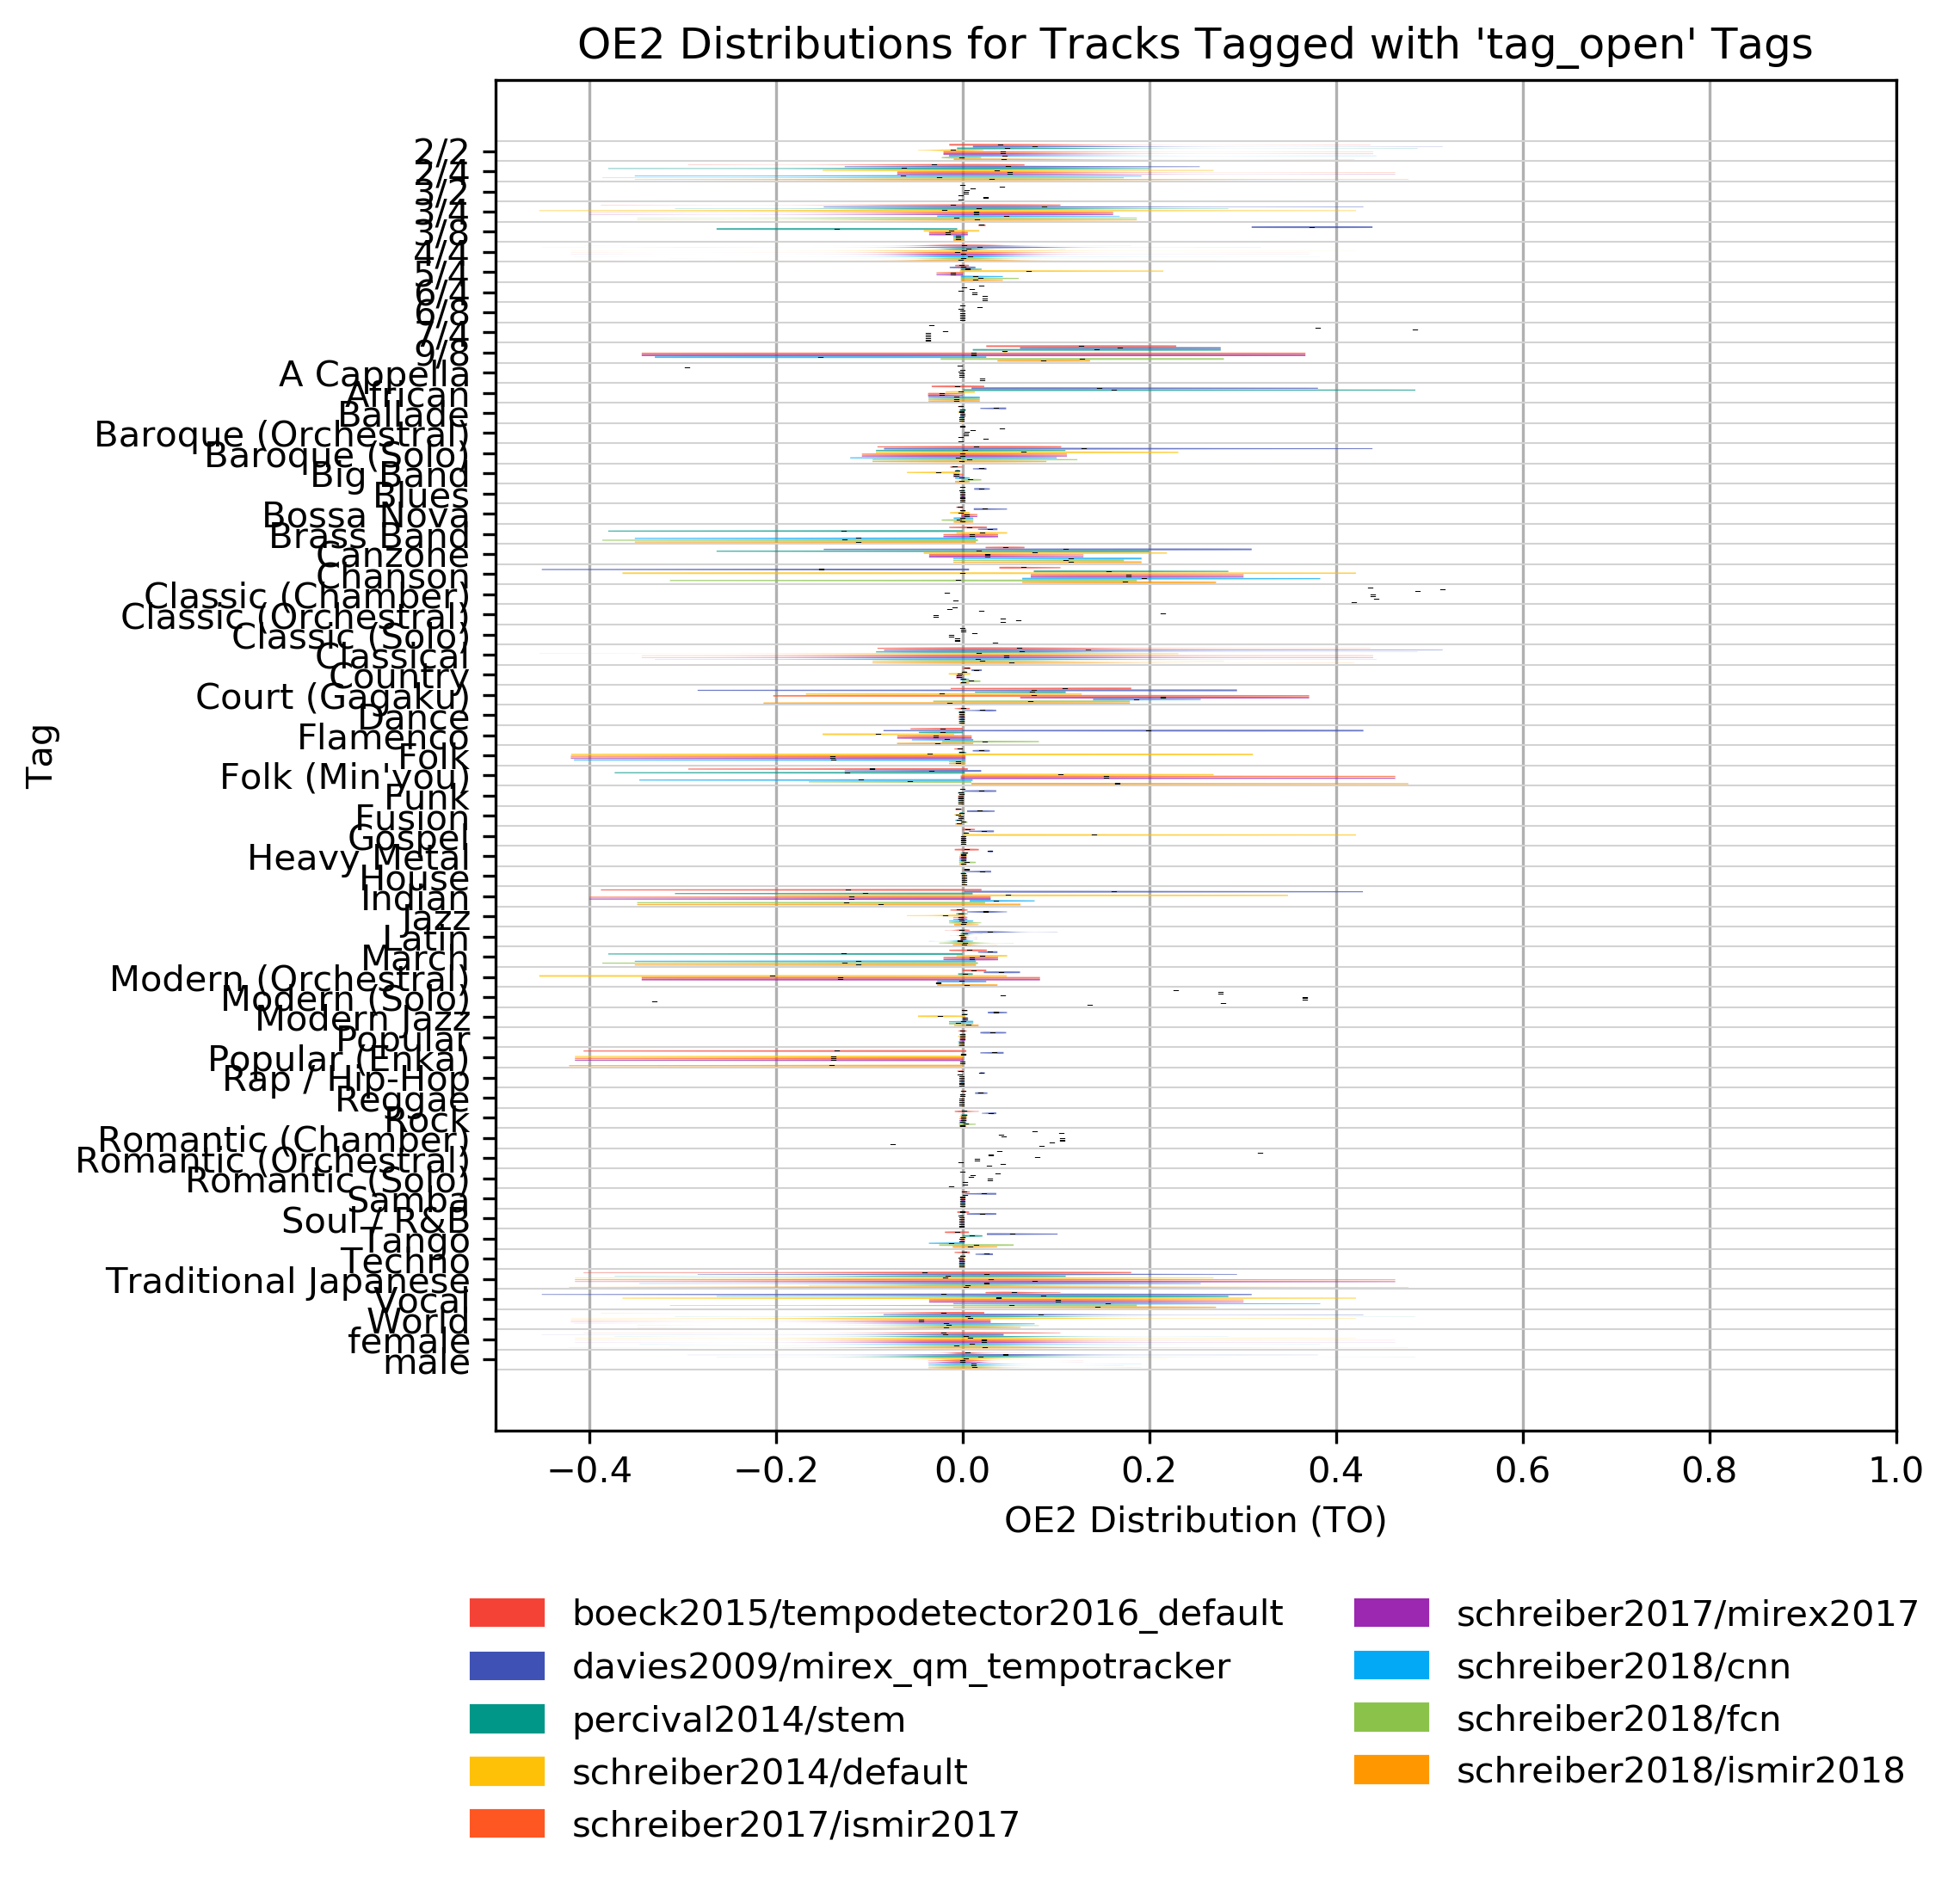 OE2 Distributions for Tracks Tagged with 'tag_open' Tags
Tag
2/2
2/4
3/2
3/4
3/8
4/4
5/4
6/4
6/8
7/4
9/8
A Cappella
African
Ballade
Baroque (Orchestral)
Baroque (Solo)
Big Band
Blues
Bossa Nova
Brass Band
Canzone
Chanson
Classic (Chamber)
Classic (Orchestral)
Classic (Solo)
Classical
Country
Court (Gagaku)
Dance
Flamenco
Folk
Folk (Min'you)
Funk
Fusion
Gospel
Heavy Metal
House
Indian
Jazz
Latin
March
Modern (Orchestral)
Modern (Solo)
Modern Jazz
Popular
Popular (Enka)
Rap / Hip-Hop
Reggae
Rock
Romantic (Chamber)
Romantic (Orchestral)
Romantic (Solo)
Samba
Soul / R&B
Tango
Techno
Traditional Japanese
Vocal
World
female
male
−0.4 −0.2 0.0 0.2 0.4 0.6 0.8 1.0
OE2 Distribution (TO)
boeck2015/tempodetector2016_default
davies2009/mirex_qm_tempotracker
percival2014/stem
schreiber2014/default
schreiber2017/ismir2017
schreiber2017/mirex2017
schreiber2018/cnn
schreiber2018/fcn
schreiber2018/ismir2018